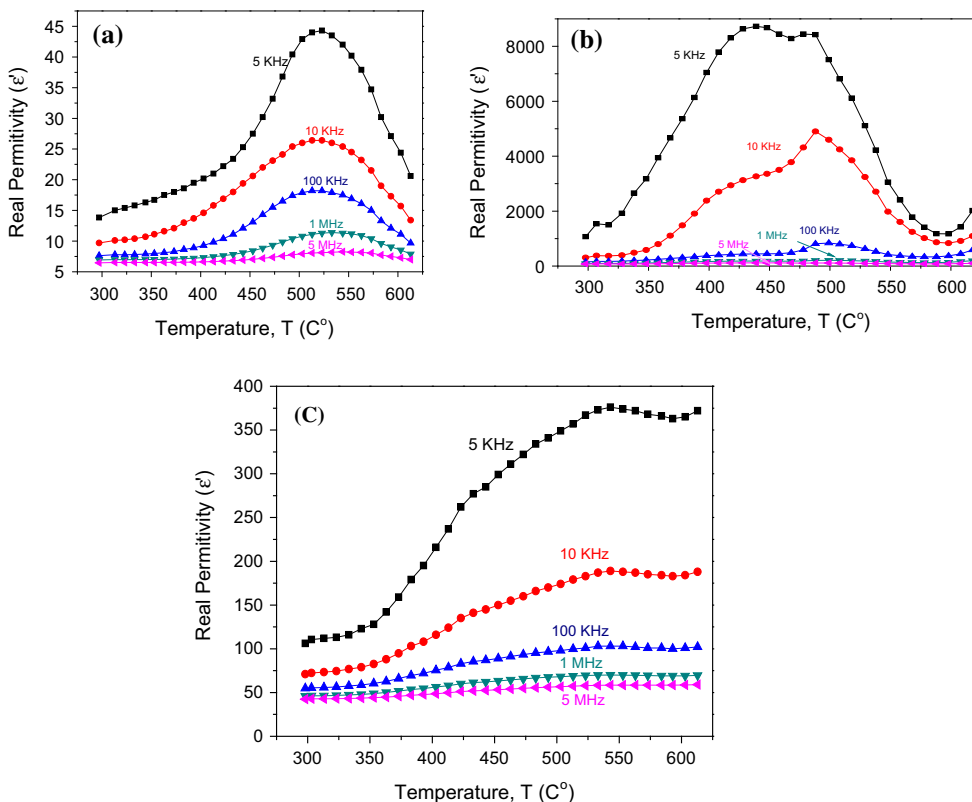 (a)
45
40
35
30
25
20
15
10
5
Real Permitivity (ε')
5 KHz
10 KHz
100 KHz
1 MHz
5 MHz
300 350 400 450 500 550 600
Temperature, T (C°)
(b)
8000
6000
4000
2000
0
Real Permitivity (ε')
5 KHz
10 KHz
5 MHz
1 MHz
100 KHz
300 350 400 450 500 550 600
Temperature, T (C°)
(C)
400
350
300
250
200
150
100
50
0
Real Permitivity (ε')
5 KHz
10 KHz
100 KHz
1 MHz
5 MHz
300 350 400 450 500 550 600
Temperature, T (C°)